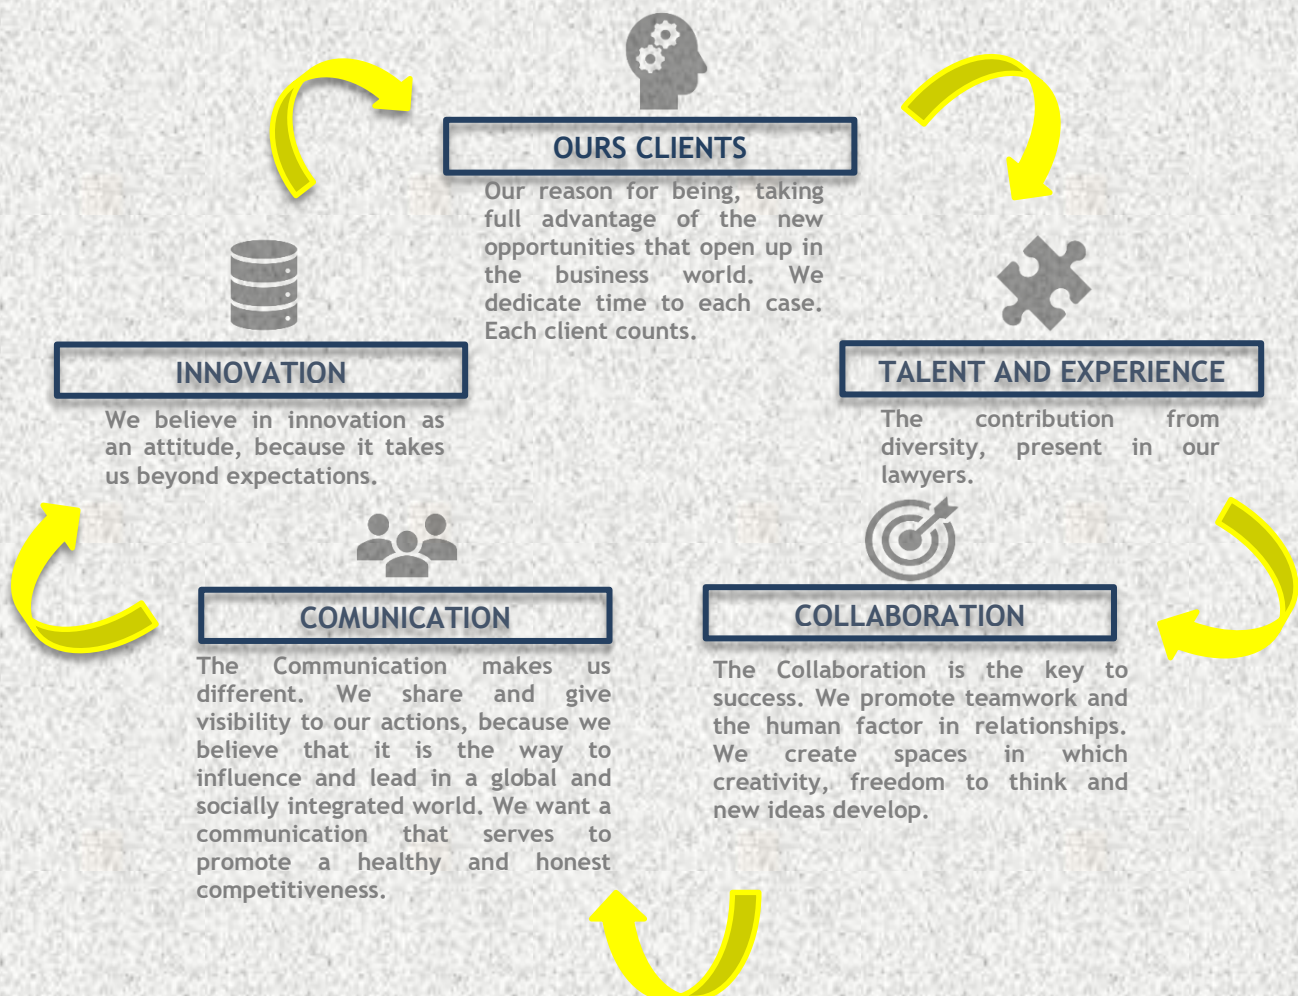 OURS CLIENTS
Our reason for being, taking
full advantage of the new
opportunities that open up in
the business world. We
dedicate time to each case.
Each client counts.
INNOVATION
We believe in innovation as
an attitude, because it takes
us beyond expectations.
TALENT AND EXPERIENCE
The contribution from
diversity, present in our
lawyers.
COMUNICATION
The Communication makes us
different. We share and give
visibility to our actions, because we
believe that it is the way to
influence and lead in a global and
socially integrated world. We want a
communication that serves to
promote a healthy and honest
competitiveness.
COLLABORATION
The Collaboration is the key to
success. We promote teamwork and
the human factor in relationships.
We create spaces in which
creativity, freedom to think and
new ideas develop.